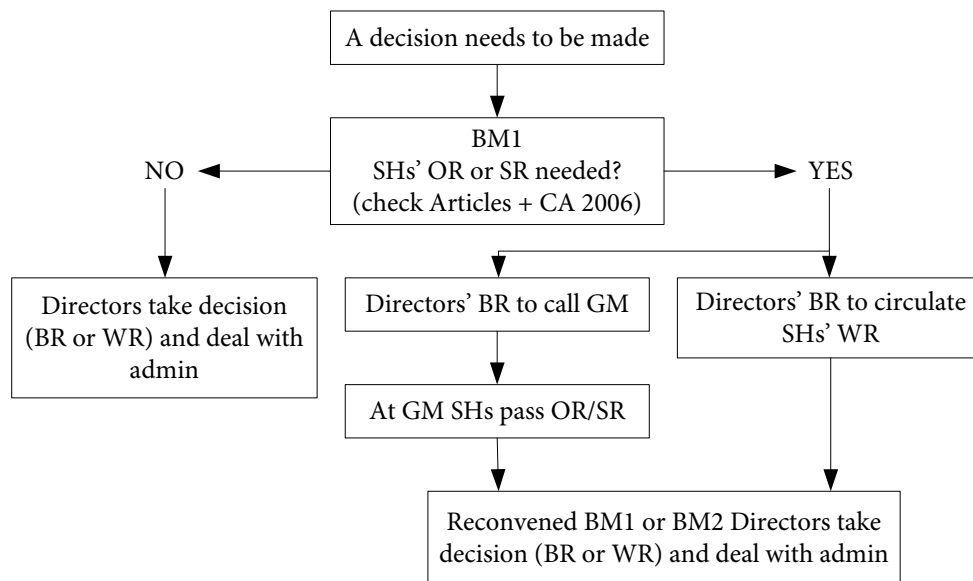 A decision needs to be made
BM1
SHs’ OR or SR needed?
(check Articles + CA 2006)
NO
YES
Directors take decision
(BR or WR) and deal with
admin
Directors’ BR to call GM
Directors’ BR to circulate
SHs’ WR
At GM SHs pass OR/SR
Reconvened BM1 or BM2 Directors take
decision (BR or WR) and deal with admin